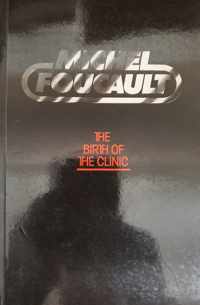 MICHEL
FOUCAULT
THE
BIRTH OF
THE CLINIC